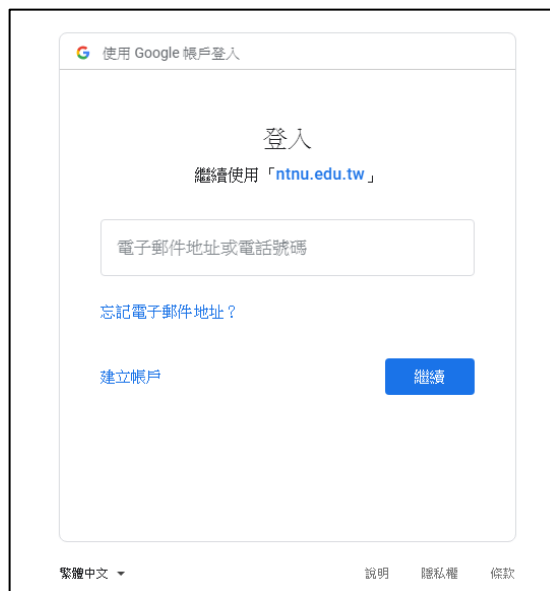 使用 Google 帳戶登入
登入
繼續使用「ntnu.edu.tw」
電子郵件地址或電話號碼
忘記電子郵件地址？
建立帳戶
繼續
繁體中文
說明 隱私權 條款